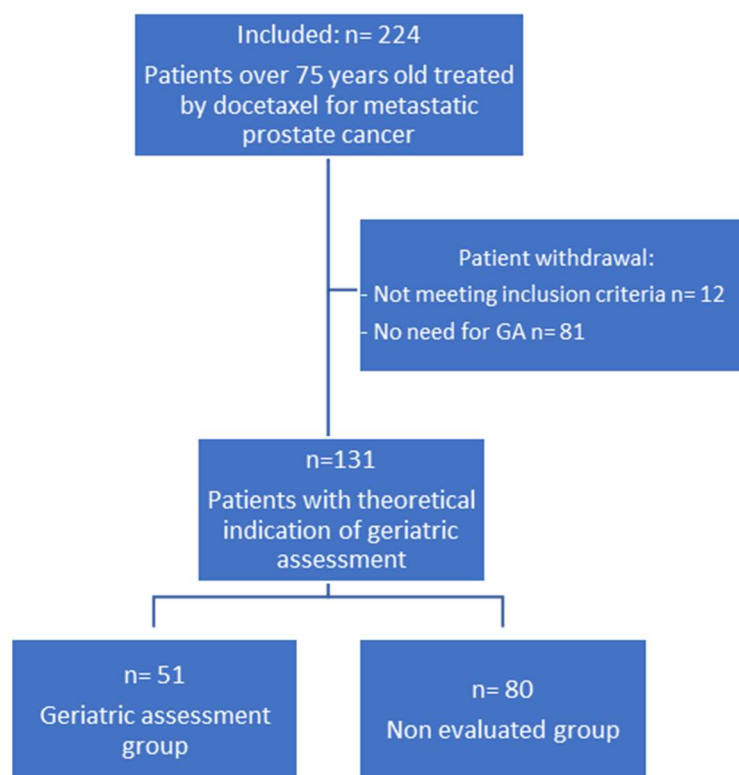 Included: n= 224
Patients over 75 years old treated
by docetaxel for metastatic
prostate cancer
Patient withdrawal:
- Not meeting inclusion criteria n= 12
- No need for GA n= 81
n=131
Patients with theoretical
indication of geriatric
assessment
n= 51
Geriatric assessment
group
n= 80
Non evaluated group